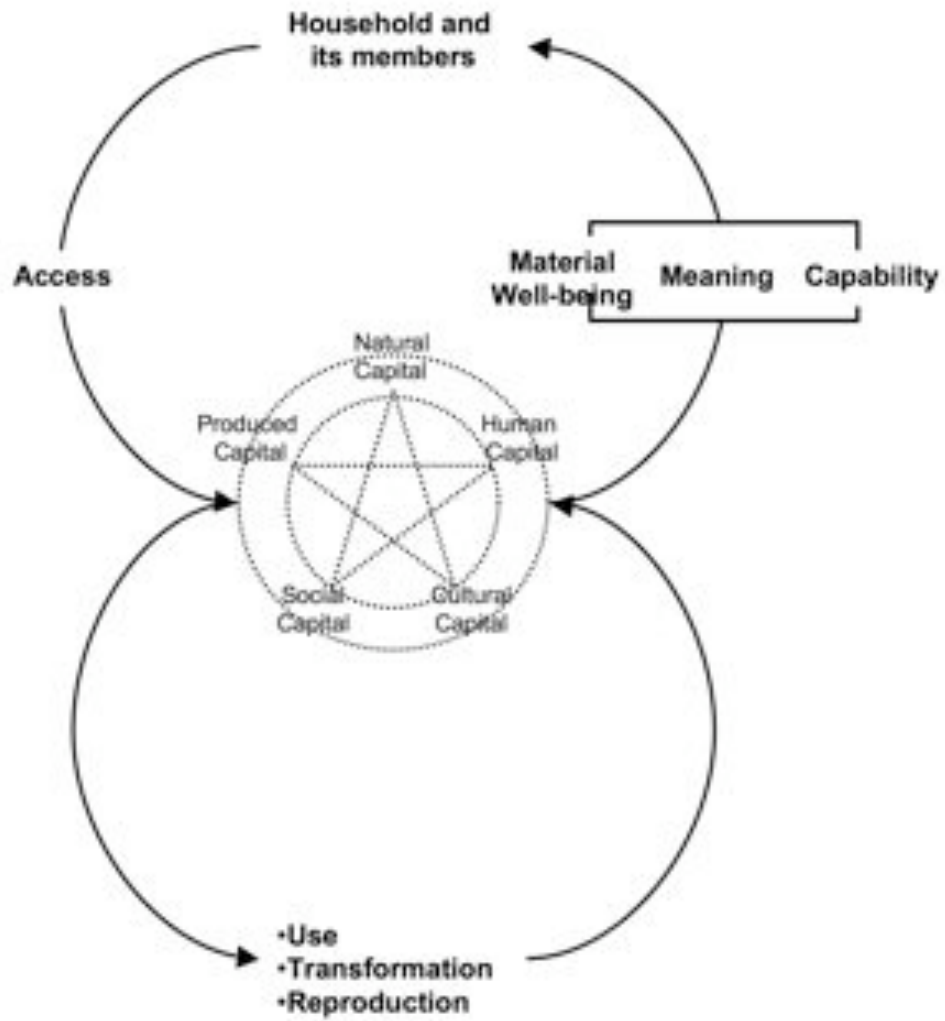 Household and
its members
Access
Material
Well-being
Meaning
Capability
Natural
Capital
Produced
Capital
Human
Capital
Social
Capital
Cultural
Capital
•Use
•Transformation
•Reproduction